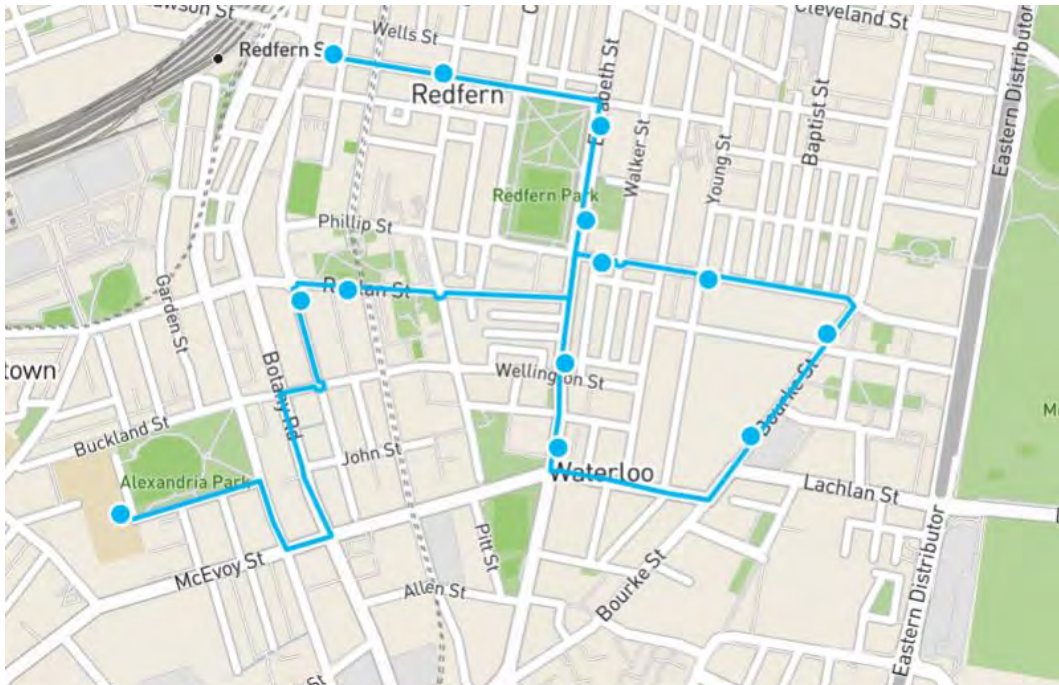 Wells St
Cleveland St
Redfern S
Redfern
Eastern Distributor
Baptist St
Walker St
Young St
Redfern Park
Phillip St
Garden St
Botany Rd
town
Wellington St
Bourke St
Buckland St
John St
Alexandria Park
Waterloo
Lachlan St
McEvoy St
Pitt St
Allen St
Bourke St
Eastern Distributor